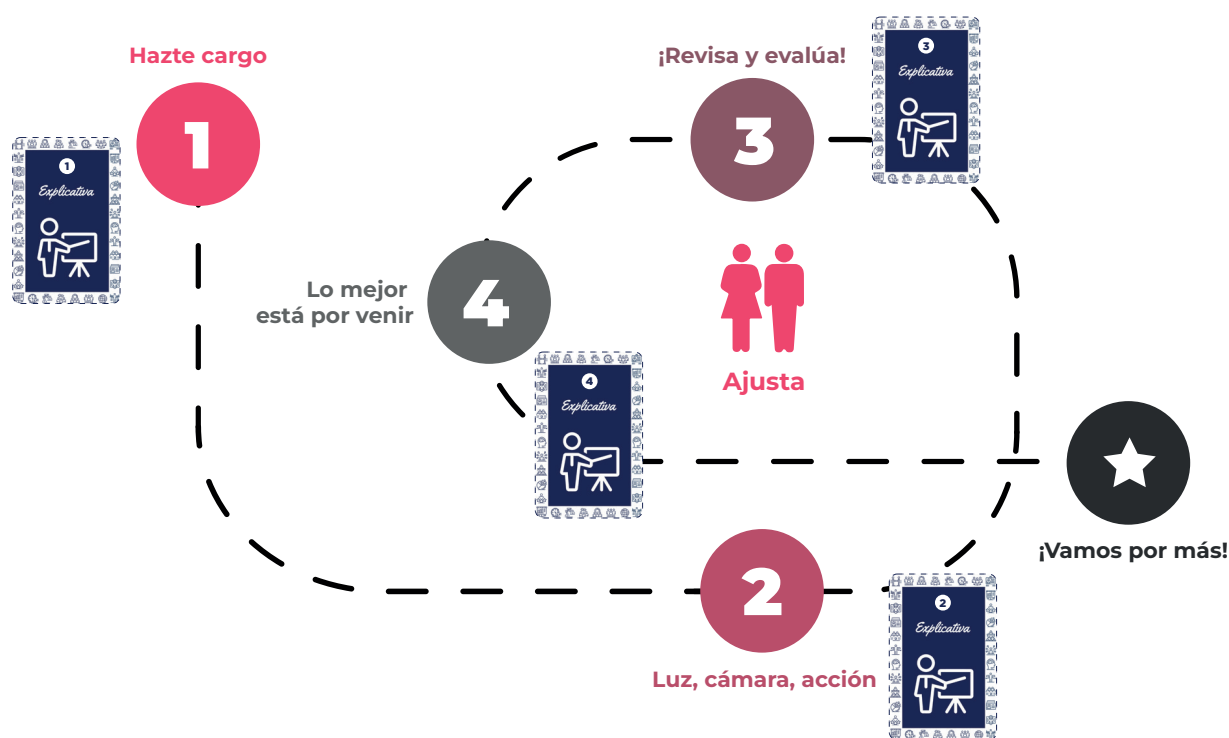 Hazte cargo
1
1
Explicativa
¡Revisa y evalúa!
3
3
Explicativa
Lo mejor
está por venir
4
4
Explicativa
Ajusta
¡Vamos por más!
2
Luz, cámara, acción
2
Explicativa